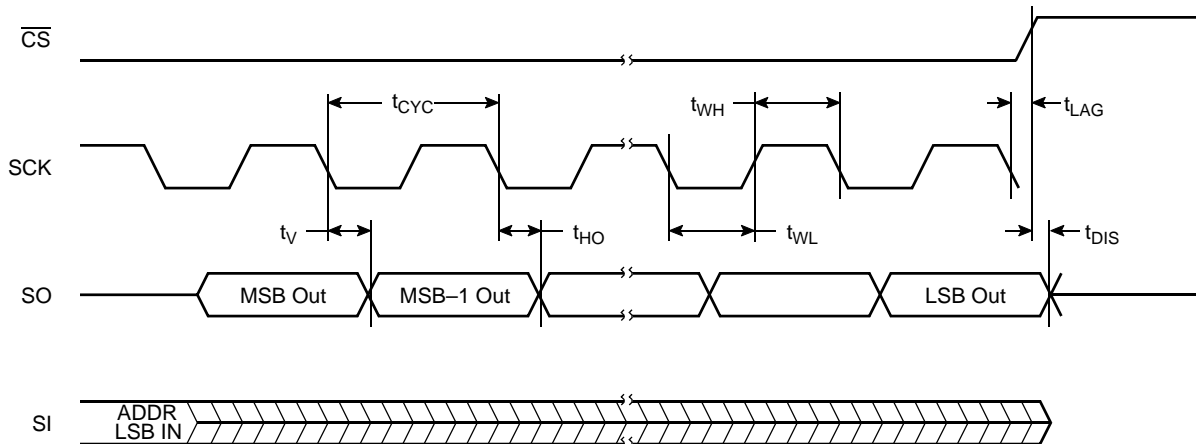 CS
tCYC
tWH
tLAG
SCK
tV
tHO
tWL
tDIS
SO
MSB Out
MSB–1 Out
LSB Out
SI
ADDR
LSB IN